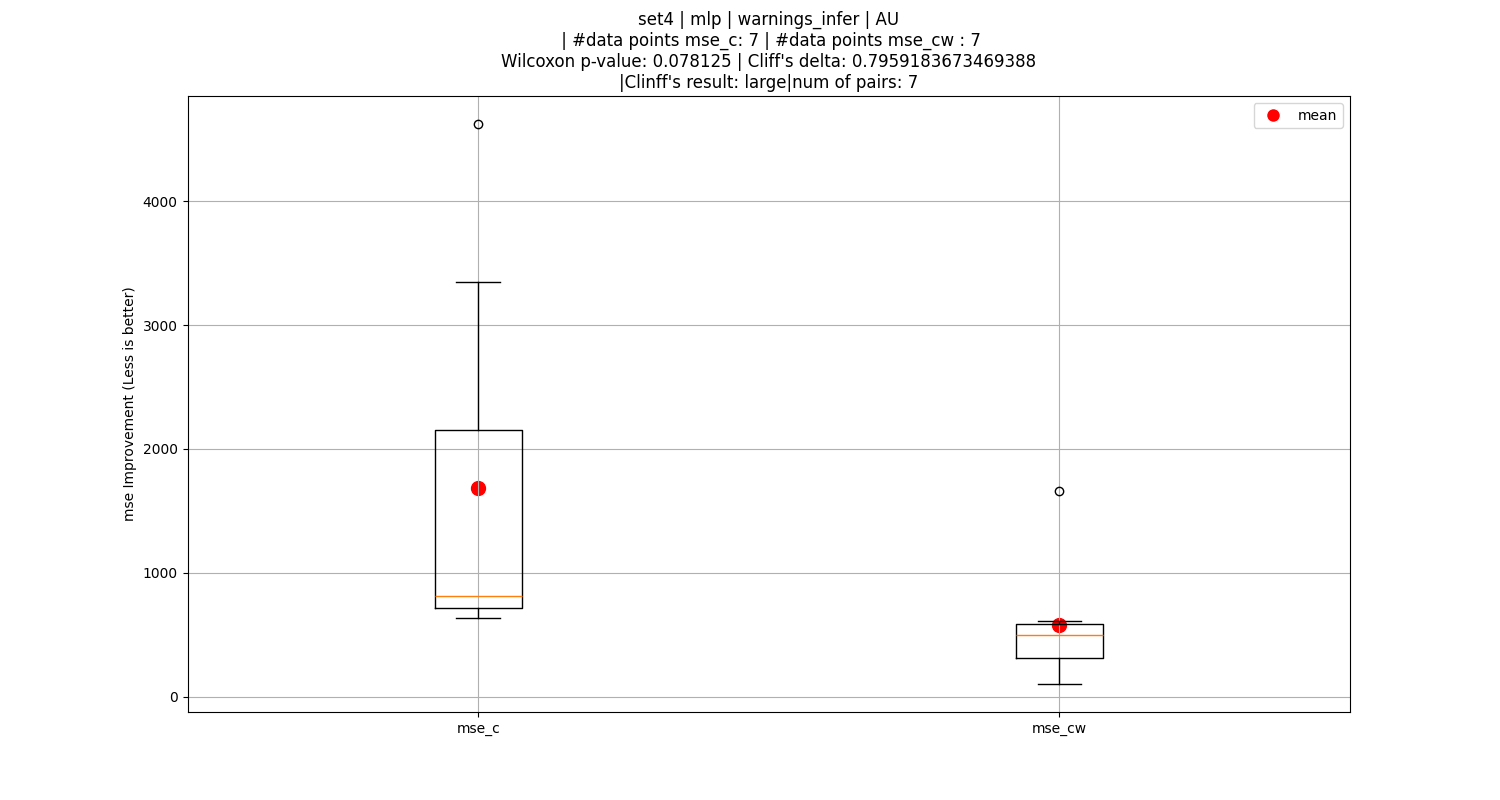 set4 | mlp | warnings_infer | AU
| #data points mse_c: 7 | #data points mse_cw : 7
Wilcoxon p-value: 0.078125 | Cliff's delta: 0.7959183673469388
|Clinff's result: large|num of pairs: 7
mean
mse Improvement (Less is better)
4000
3000
2000
1000
0
mse_c
mse_cw